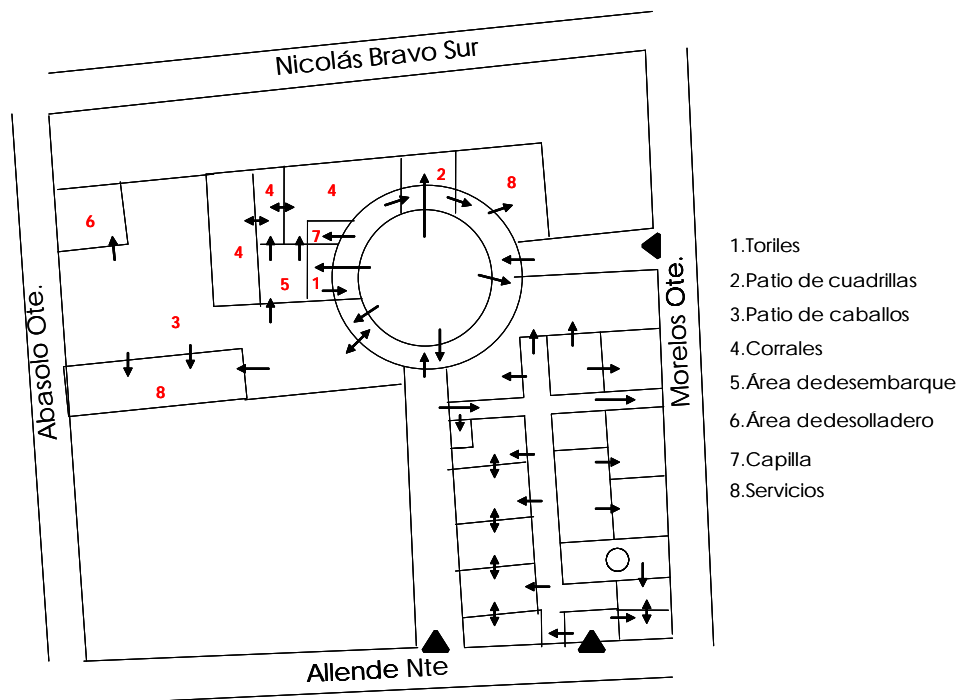 Nicolás Bravo Sur
2
4
4
8
6
7
4
5
1
3
8
Abasolo Ote.
Morelos Ote.
Allende Nte
1.Toriles
2.Patio de cuadrillas
3.Patio de caballos
4.Corrales
5.Área dedesembarque
6.Área dedesolladero
7.Capilla
8.Servicios